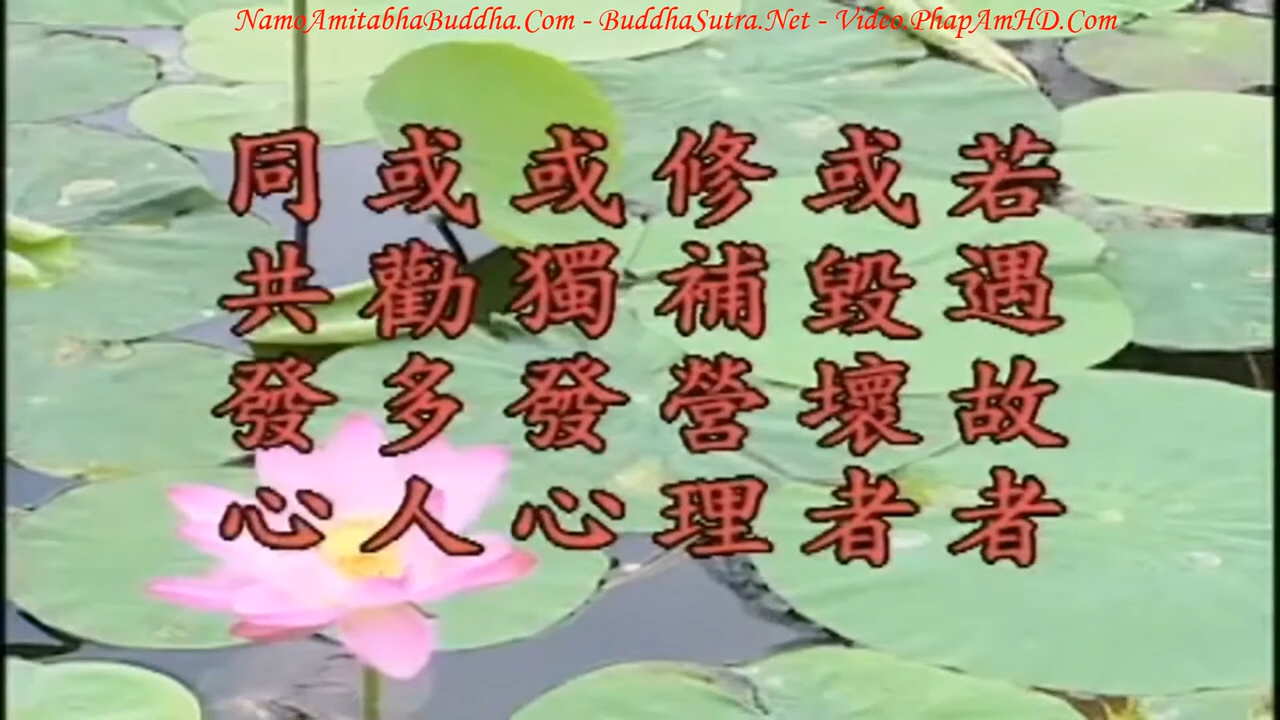 NamoAmitabhaBuddha.Com - BuddhaSutra.Net - Video.PhapAmHD.Com
若遇故者
或毀壞者
修補營理
或獨發心
或勸多人
同共發心